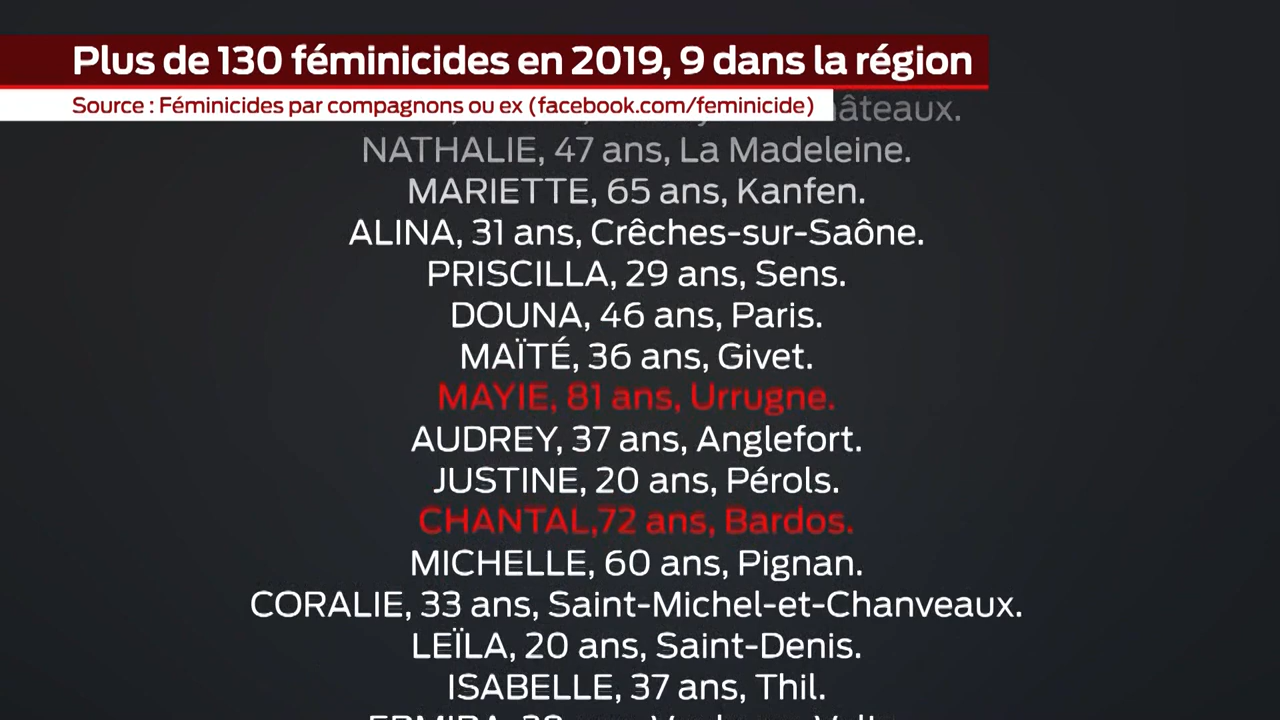 Plus de 130 féminicides en 2019, 9 dans la région
Source : Féminicides par compagnons ou ex (facebook.com/feminicide)
NATHALIE, 47 ans, La Madeleine.
MARIETTE, 65 ans, Kanfen.
ALINA, 31 ans, Crêches-sur-Saône.
PRISCILLA, 29 ans, Sens.
DOUNA, 46 ans, Paris.
MAÏTÉ, 36 ans, Givet.
MAYIE, 81 ans, Urrugne.
AUDREY, 37 ans, Anglefort.
JUSTINE, 20 ans, Pérols.
CHANTAL,72 ans, Bardos.
MICHELLE, 60 ans, Pignan.
CORALIE, 33 ans, Saint-Michel-et-Chanveaux.
LEÏLA, 20 ans, Saint-Denis.
ISABELLE, 37 ans, Thil.